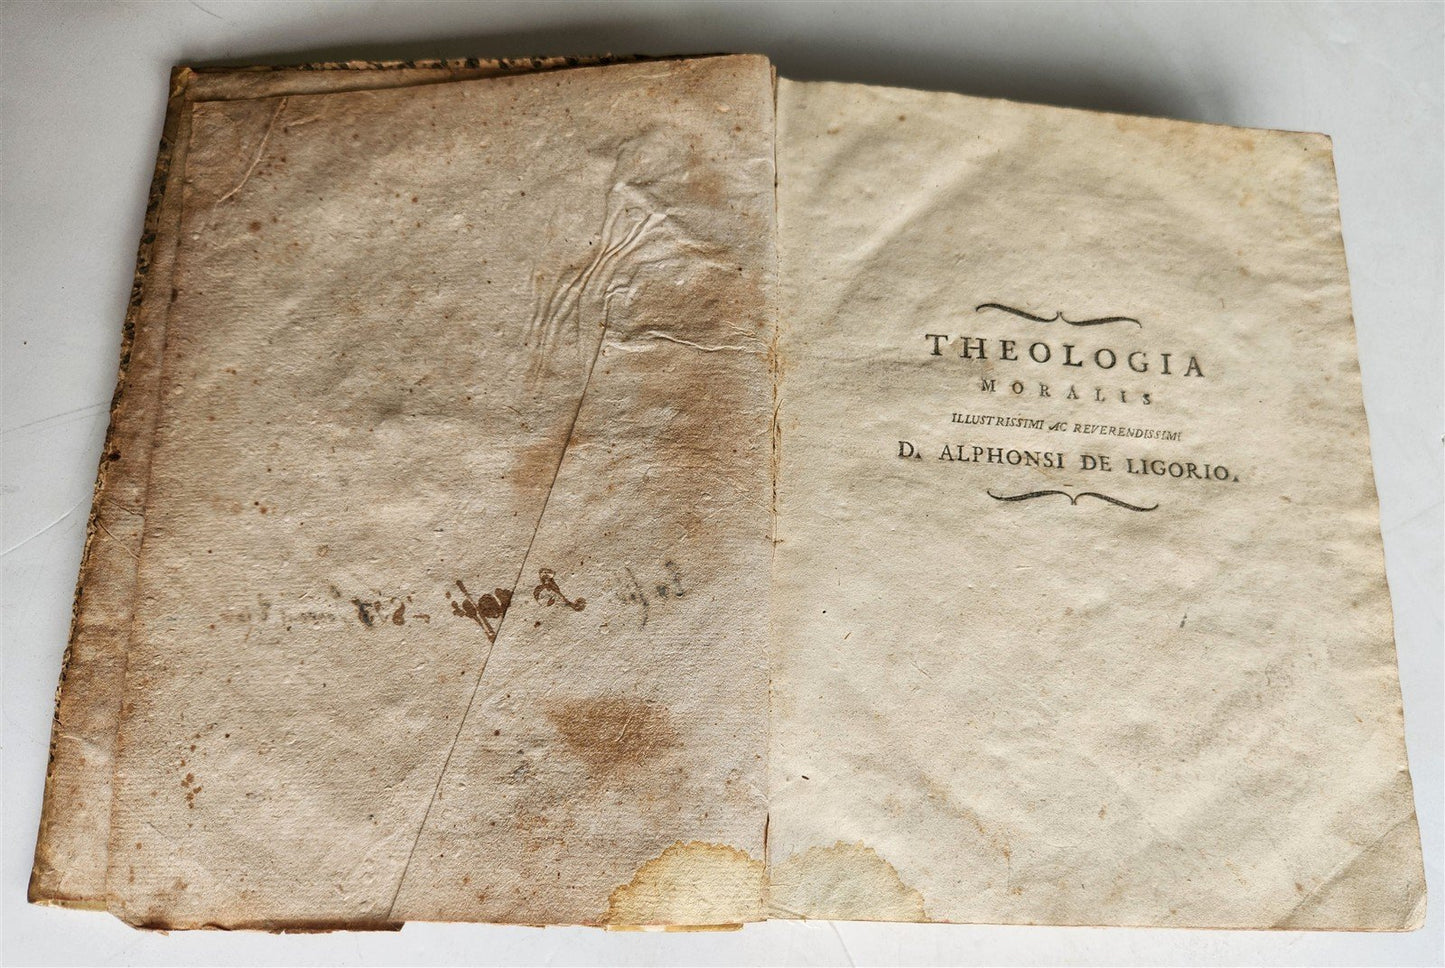 THEOLOGIA
MORALIS
ILLUSTRISSIMI AC REVERENDISSIMI
D. ALPHONSI DE LIGORIO.